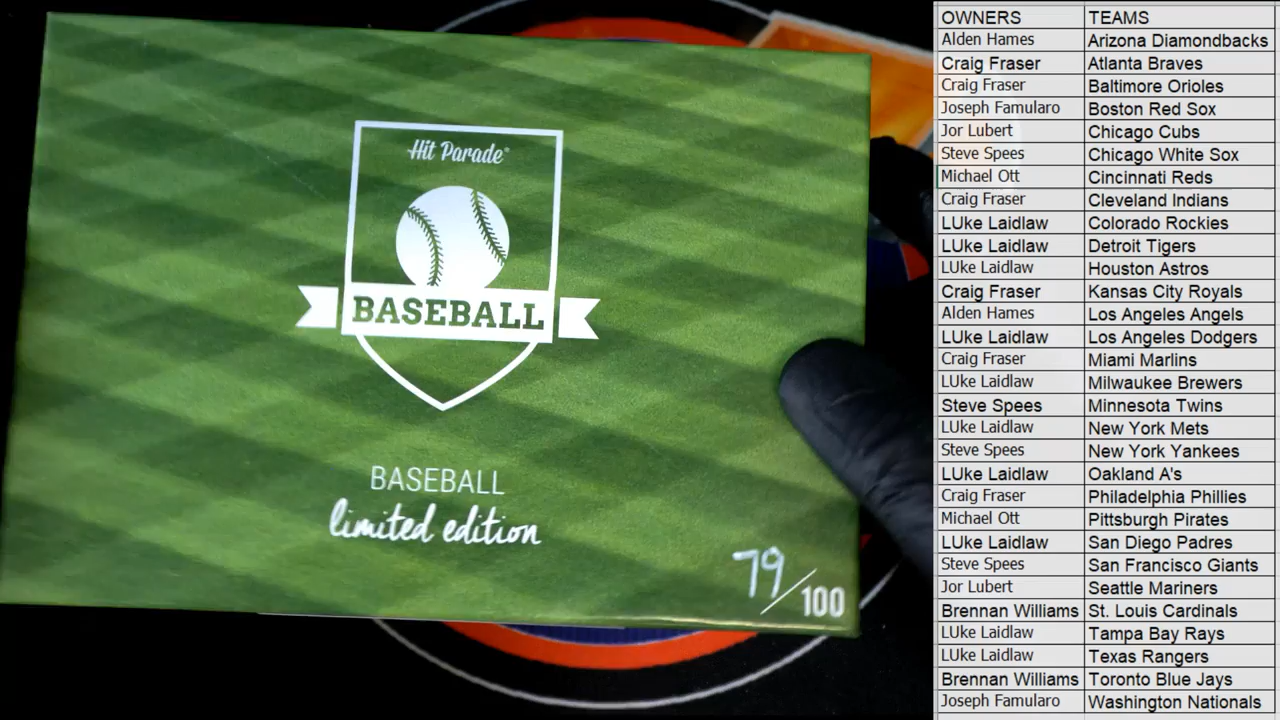 Hit Parade®
BASEBALL
BASEBALL
limited edition
79/100
OWNERS TEAMS
Alden Hames Arizona Diamondbacks
Craig Fraser Atlanta Braves
Craig Fraser Baltimore Orioles
Joseph Famularo Boston Red Sox
Jor Lubert Chicago Cubs
Steve Spees Chicago White Sox
Michael Ott Cincinnati Reds
Craig Fraser Cleveland Indians
LUke Laidlaw Colorado Rockies
LUke Laidlaw Detroit Tigers
LUke Laidlaw Houston Astros
Craig Fraser Kansas City Royals
Alden Hames Los Angeles Angels
LUke Laidlaw Los Angeles Dodgers
Craig Fraser Miami Marlins
LUke Laidlaw Milwaukee Brewers
Steve Spees Minnesota Twins
LUke Laidlaw New York Mets
Steve Spees New York Yankees
LUke Laidlaw Oakland A's
Craig Fraser Philadelphia Phillies
Michael Ott Pittsburgh Pirates
LUke Laidlaw San Diego Padres
Steve Spees San Francisco Giants
Jor Lubert Seattle Mariners
Brennan Williams St. Louis Cardinals
LUke Laidlaw Tampa Bay Rays
LUke Laidlaw Texas Rangers
Brennan Williams Toronto Blue Jays
Joseph Famularo Washington Nationals